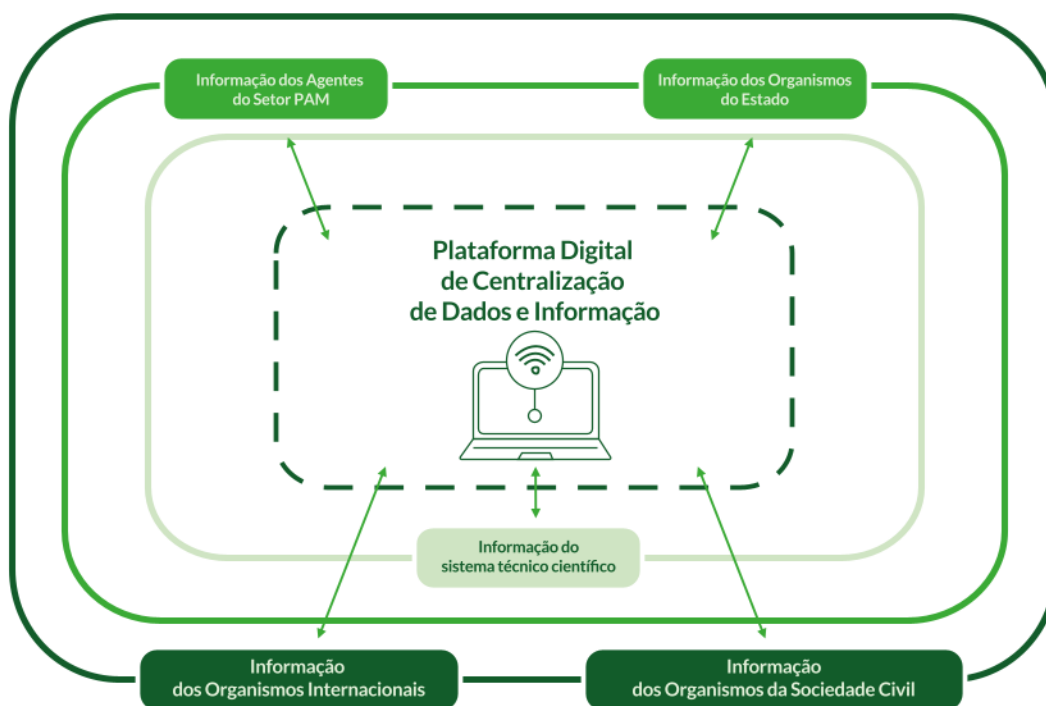 Informação dos Agentes
do Setor PAM
Informação dos Organismos
do Estado
Plataforma Digital
de Centralização
de Dados e Informação
Informação do
sistema técnico científico
Informação
dos Organismos Internacionais
Informação
dos Organismos da Sociedade Civil